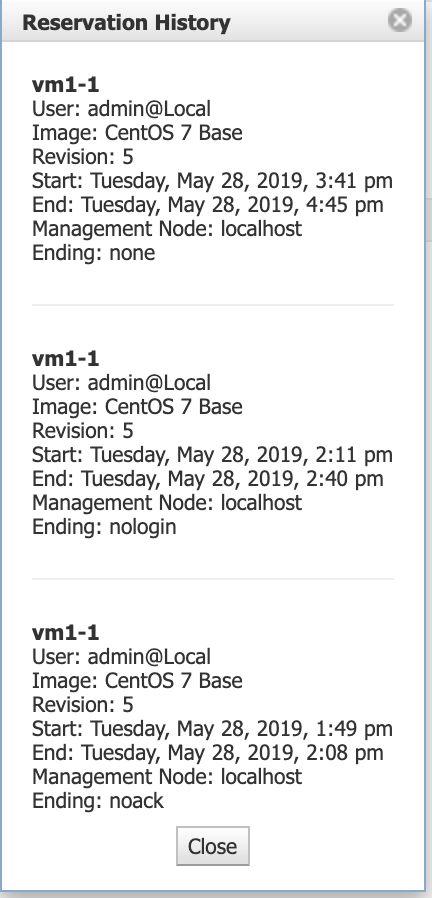 Reservation History
vm1-1
User: admin@Local
Image: CentOS 7 Base
Revision: 5
Start: Tuesday, May 28, 2019, 3:41 pm
End: Tuesday, May 28, 2019, 4:45 pm
Management Node: localhost
Ending: none
vm1-1
User: admin@Local
Image: CentOS 7 Base
Revision: 5
Start: Tuesday, May 28, 2019, 2:11 pm
End: Tuesday, May 28, 2019, 2:40 pm
Management Node: localhost
Ending: nologin
vm1-1
User: admin@Local
Image: CentOS 7 Base
Revision: 5
Start: Tuesday, May 28, 2019, 1:49 pm
End: Tuesday, May 28, 2019, 2:08 pm
Management Node: localhost
Ending: noack
Close